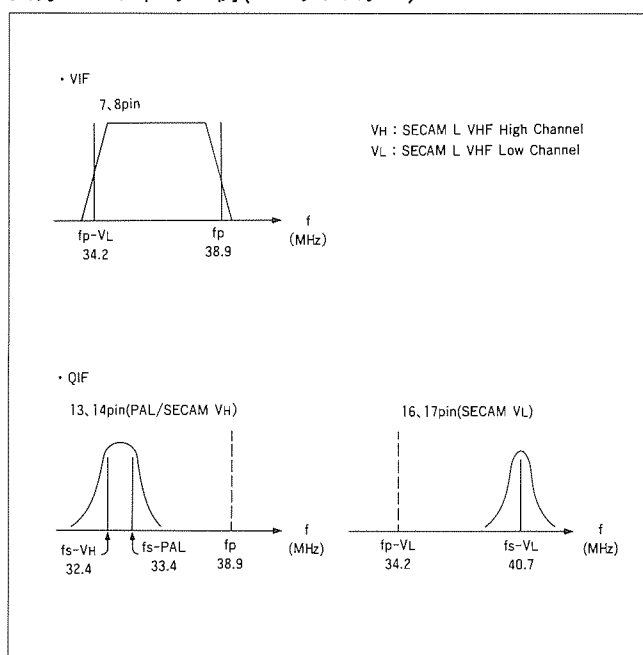 ・VIF
7、8pin
VH : SECAM L VHF High Channel
VL : SECAM L VHF Low Channel
fp-VL
34.2
fp
38.9
f
(MHz)
・QIF
13、14pin(PAL/SECAM VH)
fs-VH
32.4
fs-PAL
33.4
fp
38.9
f
(MHz)
16、17pin(SECAM VL)
fp-VL
34.2
fs-VL
40.7
f
(MHz)